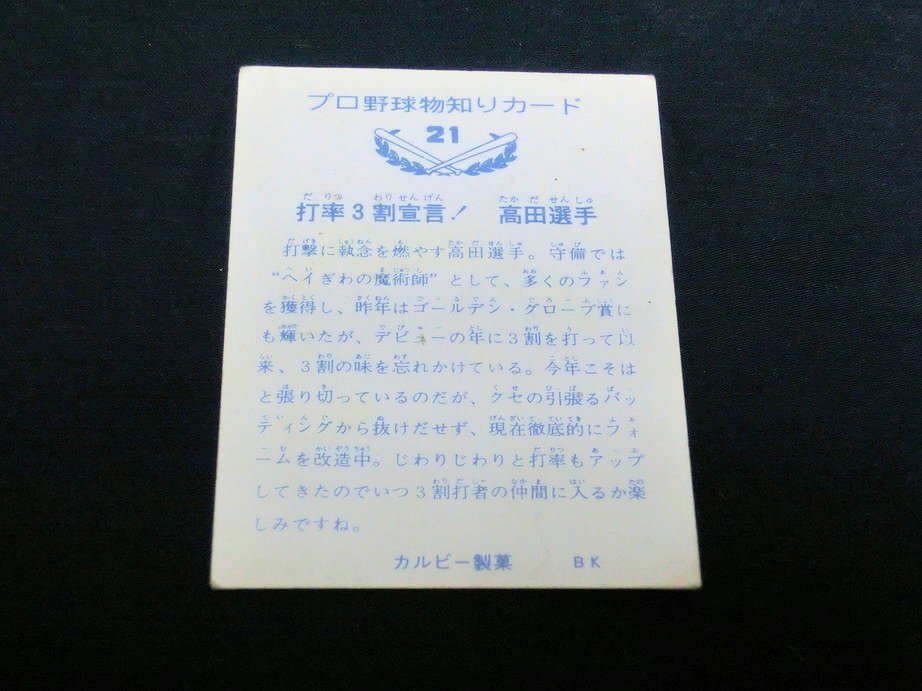 プロ野球物知りカード
21
打率3割宣言! 高田選手
打撃に執念を燃やす高田選手。守備では
“ヘイぎわの魔術師”として、多くのファン
を獲得し、昨年はゴールデン・グローブ賞に
も輝いたが、デビューの年に3割を打って以
来、3割の味を忘れかけている。今年こそは
と張り切っているのだが、クセの引張るバッ
ティングから抜けだせず、現在徹底的にフォ
ームを改造中。じわりじわりと打率もアップ
してきたのでいつ3割打者の仲間に入るか楽
しみですね。
カルビー製菓 BK